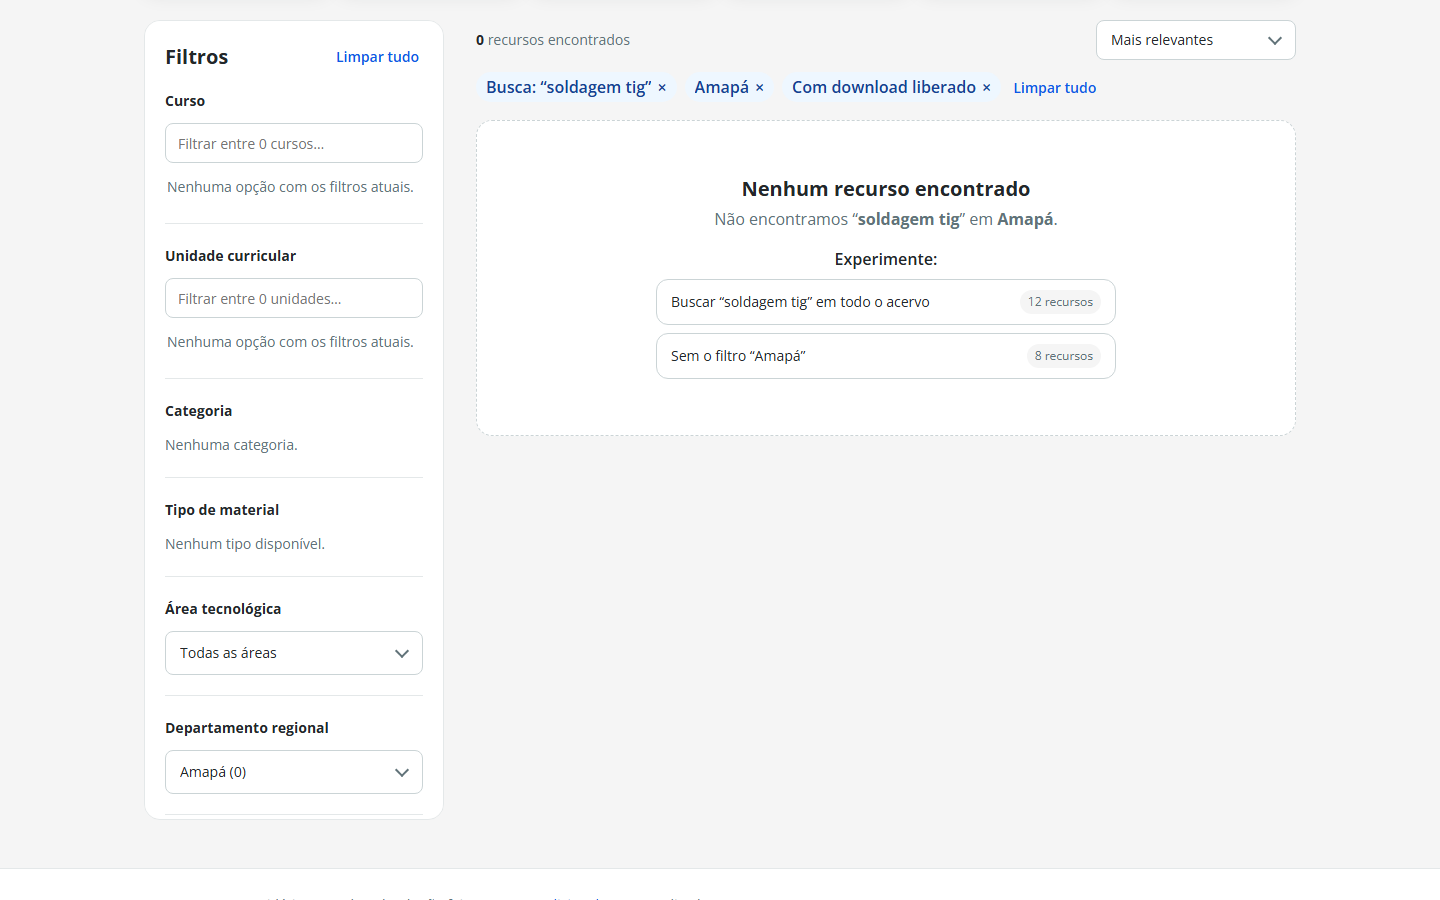 Filtros
Limpar tudo
Curso
Filtrar entre 0 cursos...
Nenhuma opção com os filtros atuais.
Unidade curricular
Filtrar entre 0 unidades...
Nenhuma opção com os filtros atuais.
Categoria
Nenhuma categoria.
Tipo de material
Nenhum tipo disponível.
Área tecnológica
Todas as áreas
Departamento regional
Amapá (0)
0 recursos encontrados
Mais relevantes
Busca: “soldagem tig” ×
Amapá ×
Com download liberado ×
Limpar tudo
Nenhum recurso encontrado
Não encontramos “soldagem tig” em Amapá.
Experimente:
Buscar “soldagem tig” em todo o acervo
12 recursos
Sem o filtro “Amapá”
8 recursos